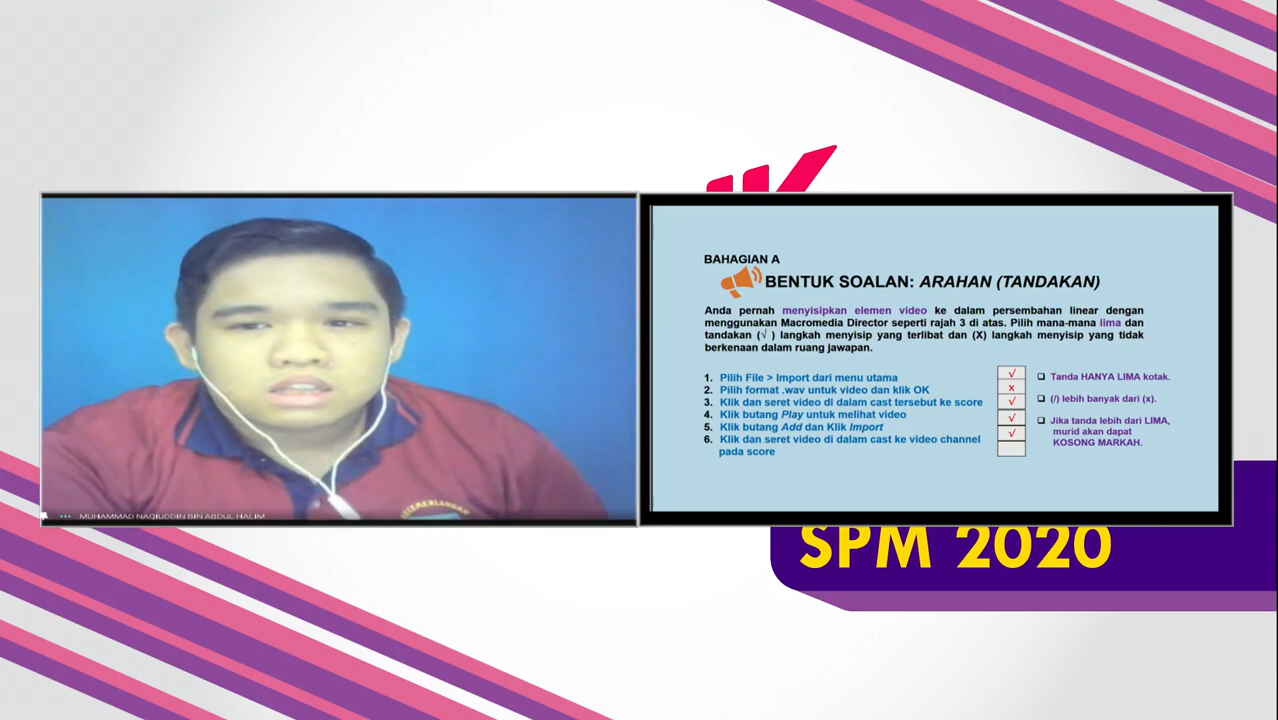 BAHAGIAN A
BENTUK SOALAN: ARAHAN (TANDAKAN)
Anda pernah menyisipkan elemen video ke dalam persembahan linear dengan
menggunakan Macromedia Director seperti rajah 3 di atas. Pilih mana-mana lima dan
tandakan (√ ) langkah menyisip yang terlibat dan (X) langkah menyisip yang tidak
berkenaan dalam ruang jawapan.
1. Pilih File > Import dari menu utama √
2. Pilih format .wav untuk video dan klik OK x
3. Klik dan seret video di dalam cast tersebut ke score √
4. Klik butang Play untuk melihat video √
5. Klik butang Add dan Klik Import √
6. Klik dan seret video di dalam cast ke video channel
pada score
Tanda HANYA LIMA kotak.
(/) lebih banyak dari (x).
Jika tanda lebih dari LIMA,
murid akan dapat
KOSONG MARKAH.
MUHAMMAD NAQIUDDIN BIN ABDUL HALIM
SPM 2020